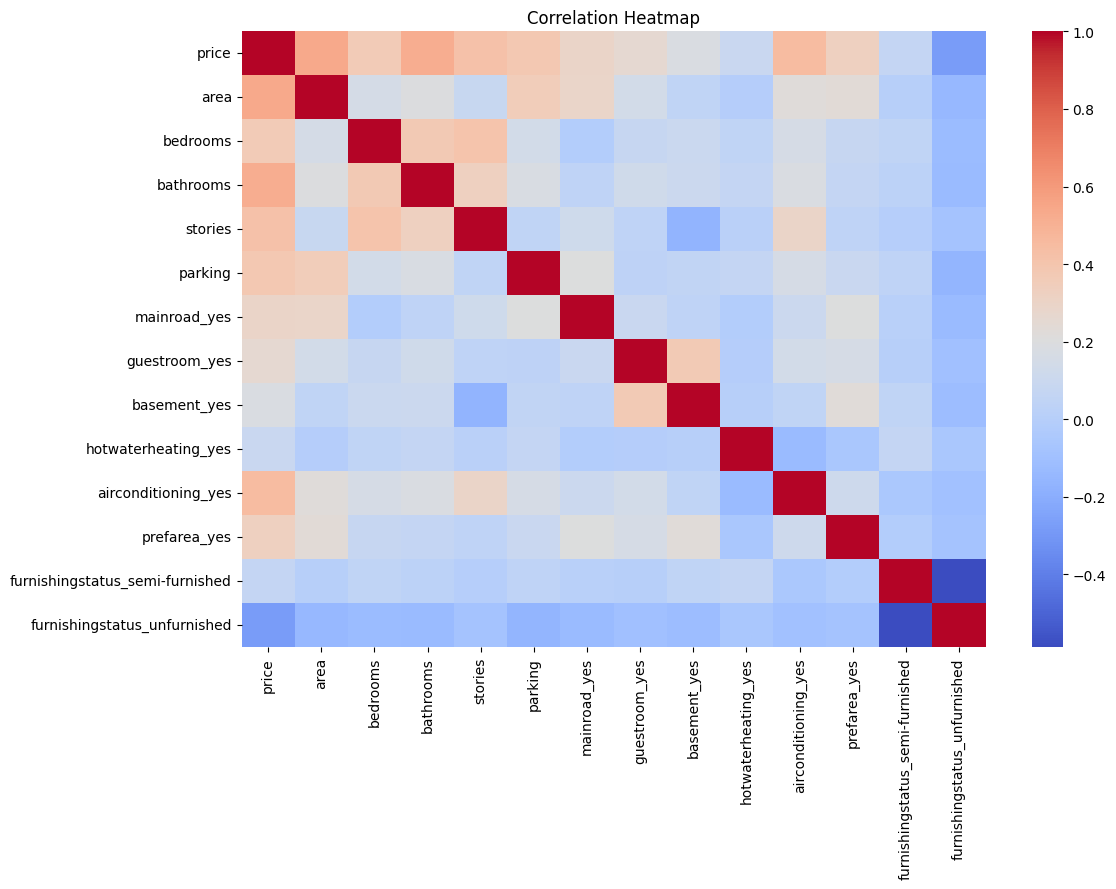 Correlation Heatmap
price
area
bedrooms
bathrooms
stories
parking
mainroad_yes
guestroom_yes
basement_yes
hotwaterheating_yes
airconditioning_yes
prefarea_yes
furnishingstatus_semi-furnished
furnishingstatus_unfurnished
price
area
bedrooms
bathrooms
stories
parking
mainroad_yes
guestroom_yes
basement_yes
hotwaterheating_yes
airconditioning_yes
prefarea_yes
furnishingstatus_semi-furnished
furnishingstatus_unfurnished
1.0
0.8
0.6
0.4
0.2
0.0
−0.2
−0.4